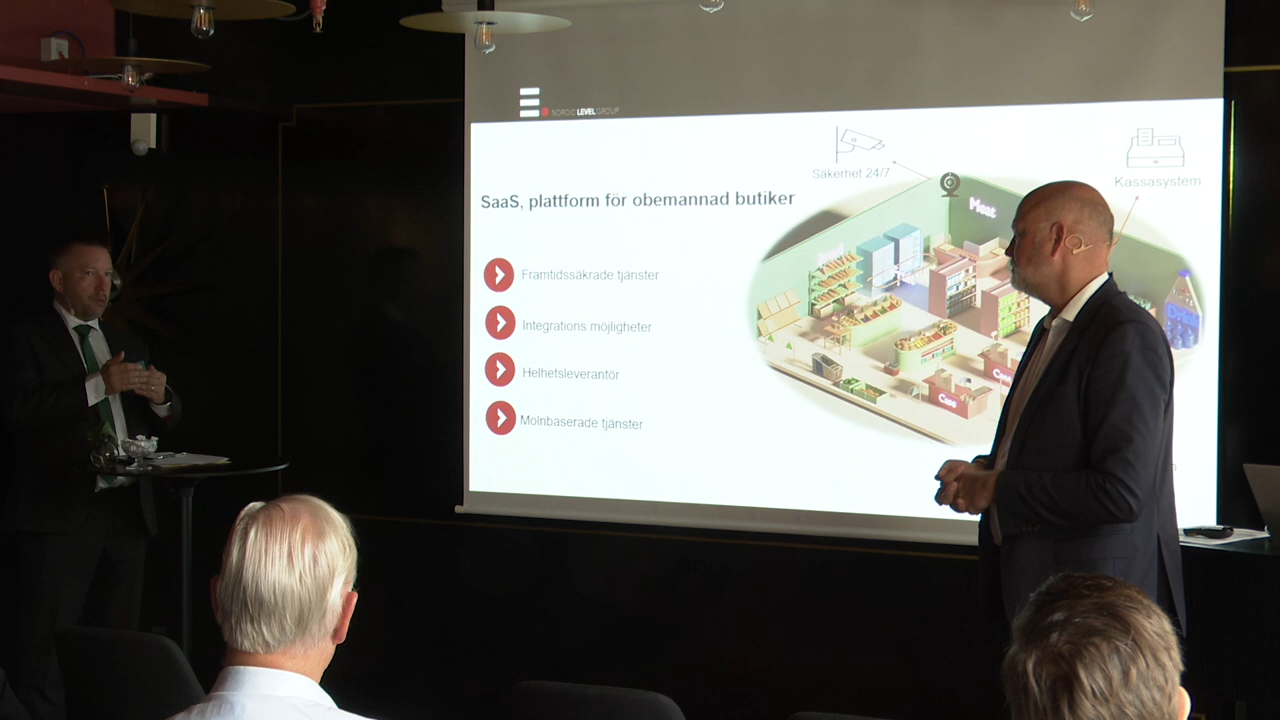 NORDIC LEVEL GROUP
Säkerhet 24/7
Kassasystem
SaaS, plattform för obemannad butiker
Meat
Framtidssäkrade tjänster
Integrations möjligheter
Helhetsleverantör
Molnbaserade tjänster